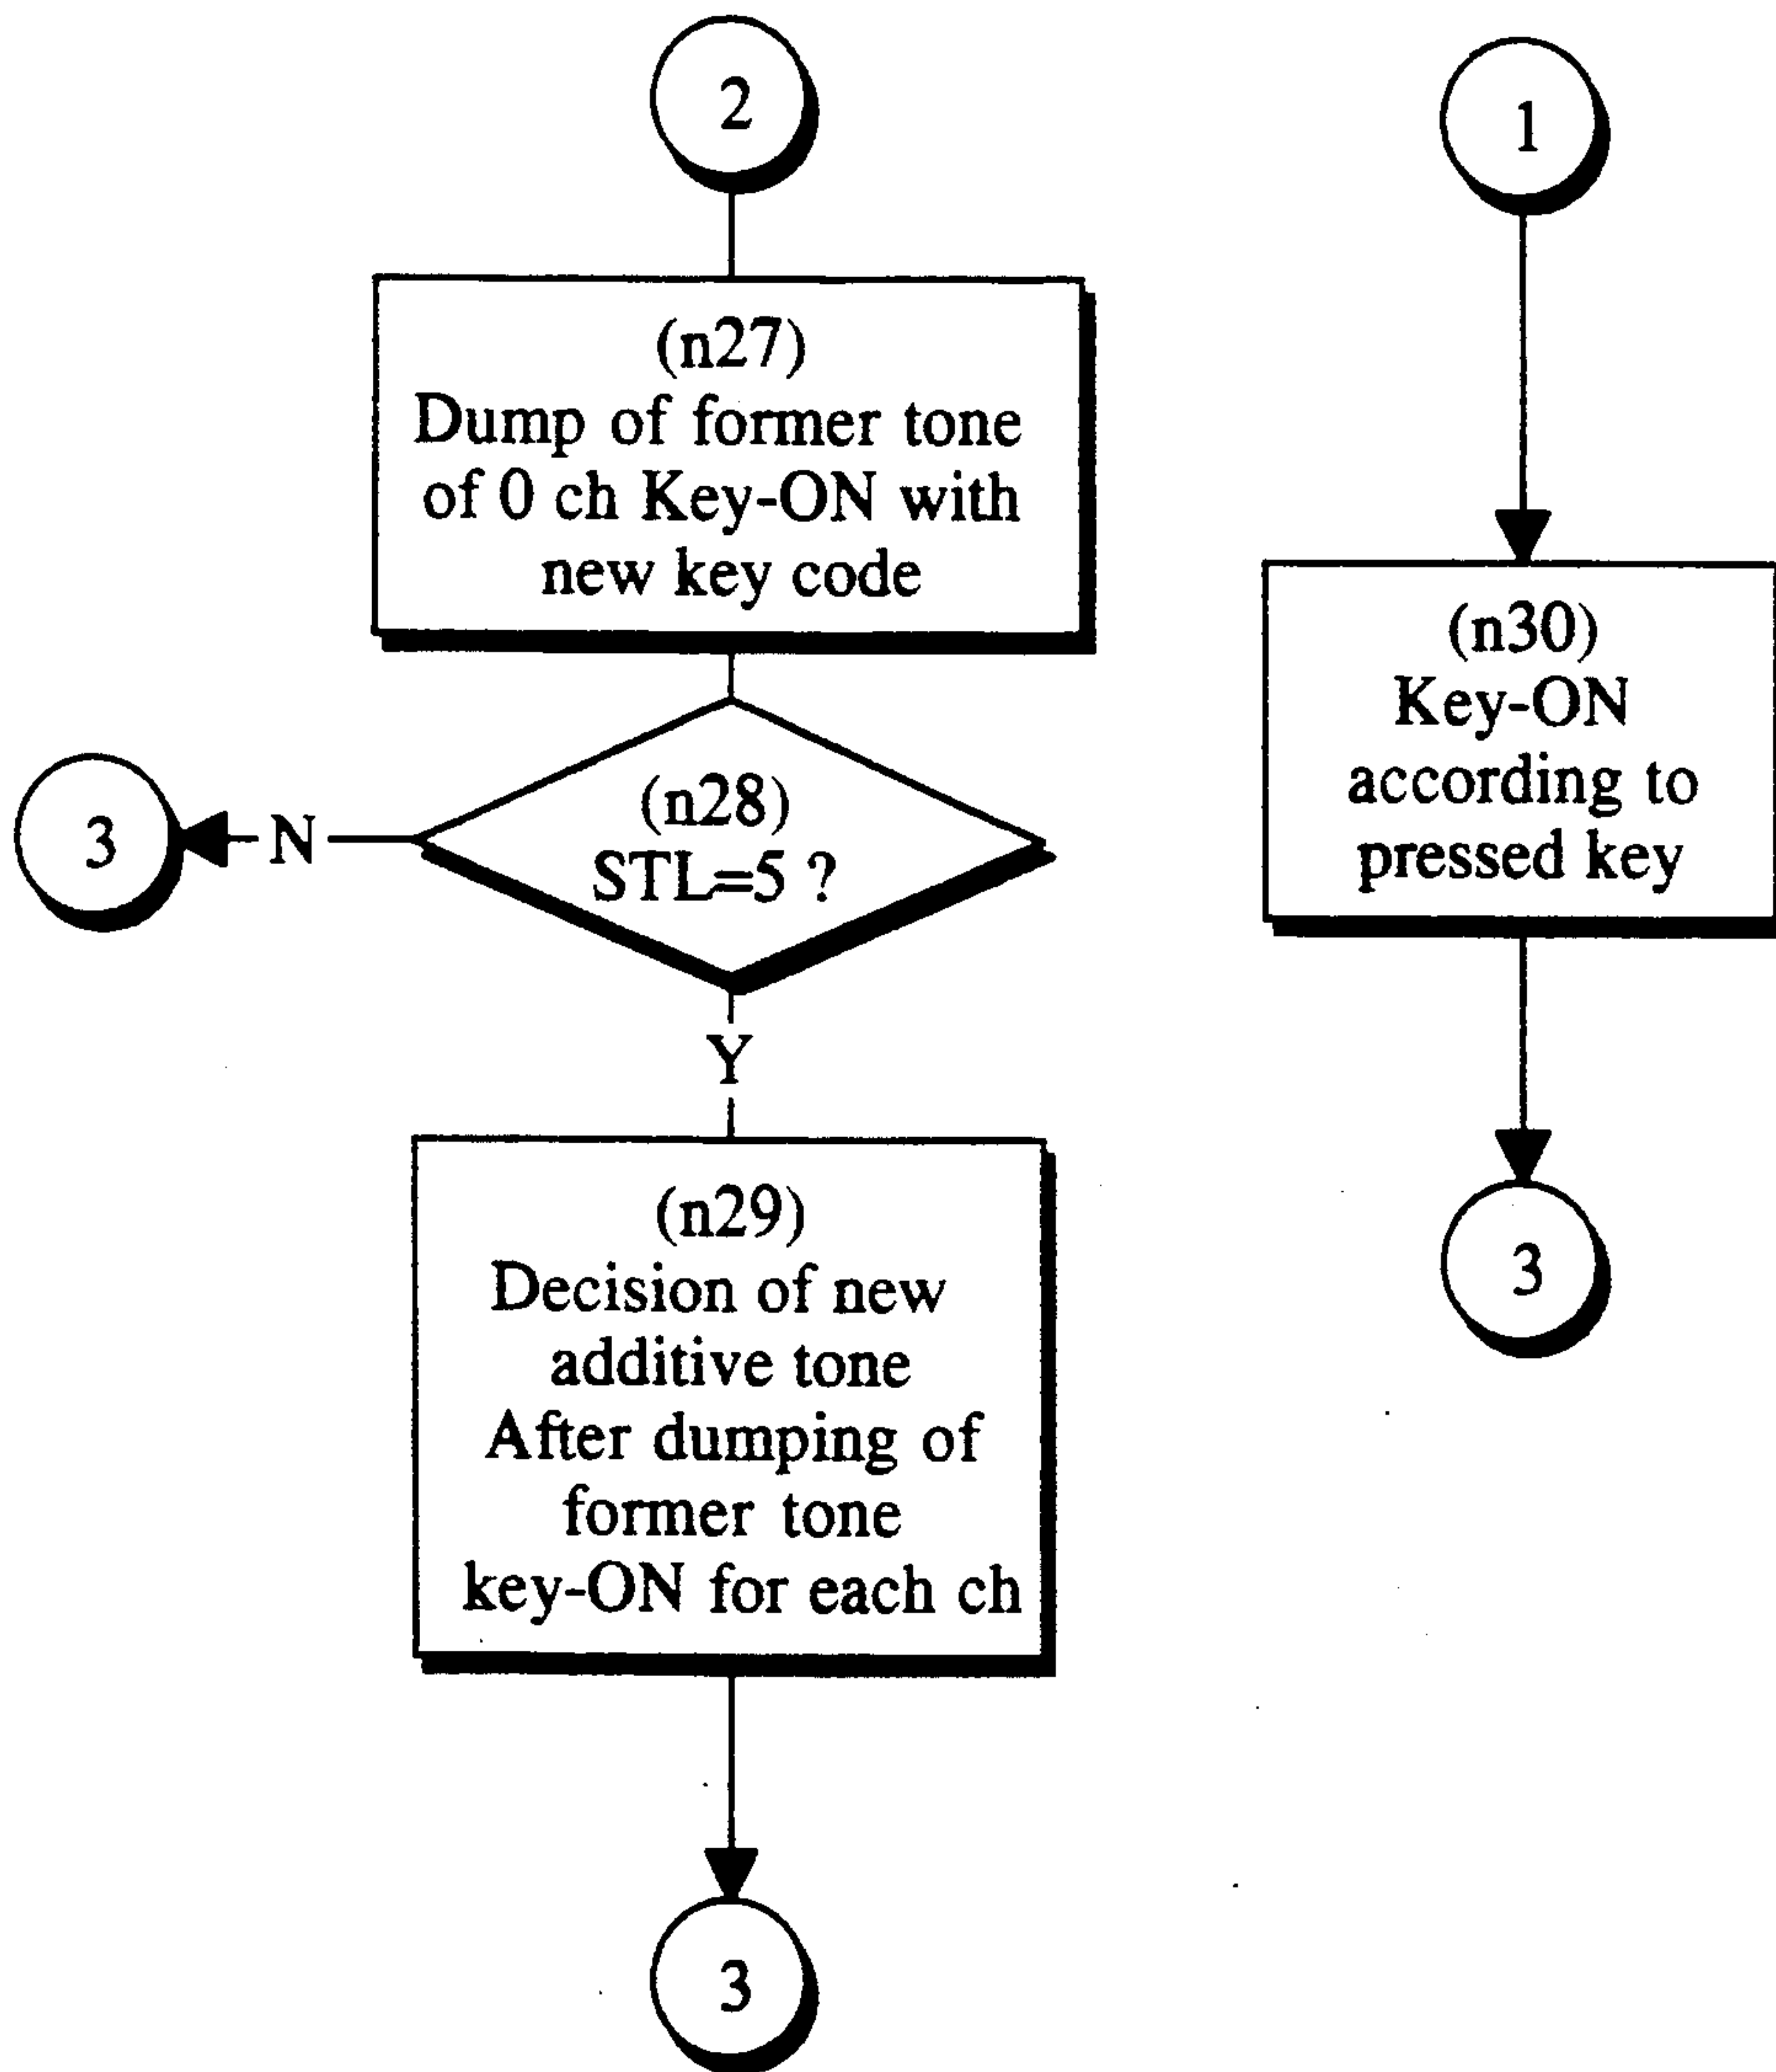 2
(n27)
Dump of former tone
of 0 ch Key-ON with
new key code
(n28)
STL=5 ?
N
3
Y
(n29)
Decision of new
additive tone
After dumping of
former tone
key-ON for each ch
3
1
(n30)
Key-ON
according to
pressed key
3